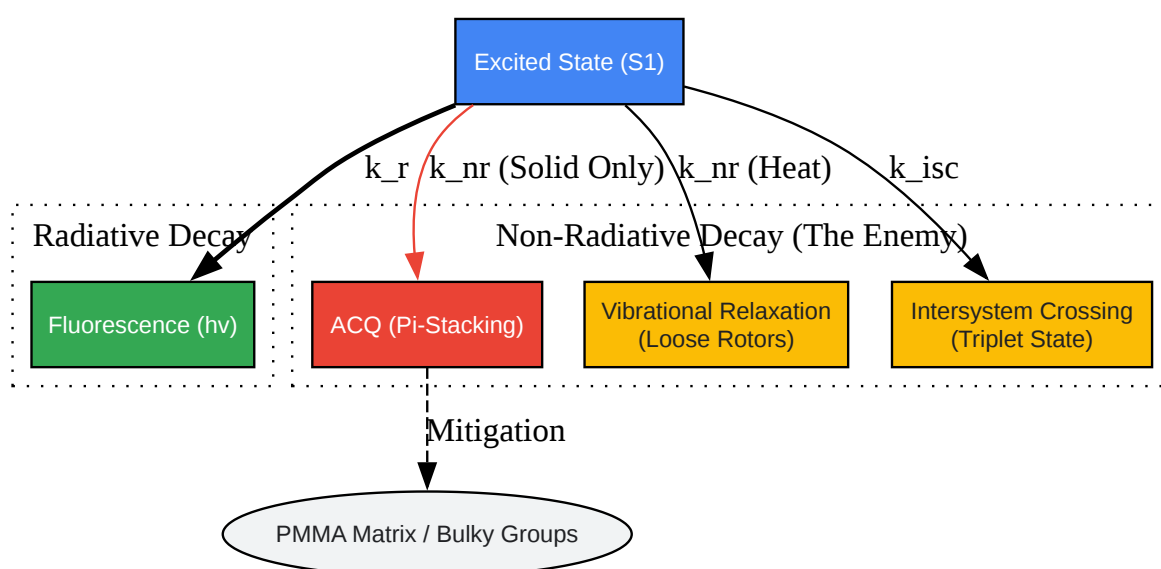 Excited State (S1)
k_r
k_nr (Solid Only)
k_nr (Heat)
k_isc
Radiative Decay
Non-Radiative Decay (The Enemy)
Fluorescence (hv)
ACQ (Pi-Stacking)
Vibrational Relaxation
(Loose Rotors)
Intersystem Crossing
(Triplet State)
Mitigation
PMMA Matrix / Bulky Groups